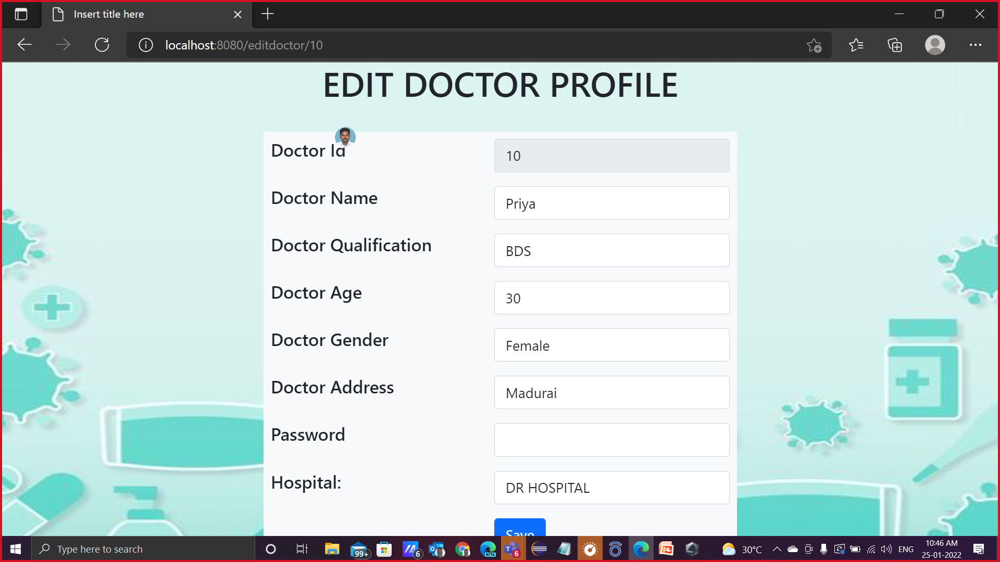 Insert title here
localhost:8080/editdoctor/10
EDIT DOCTOR PROFILE
Doctor Id
10
Doctor Name
Priya
Doctor Qualification
BDS
Doctor Age
30
Doctor Gender
Female
Doctor Address
Madurai
Password
Hospital:
DR HOSPITAL
Save
Type here to search
99+
6
BETA
6
30°C
ENG
10:46 AM
25-01-2022